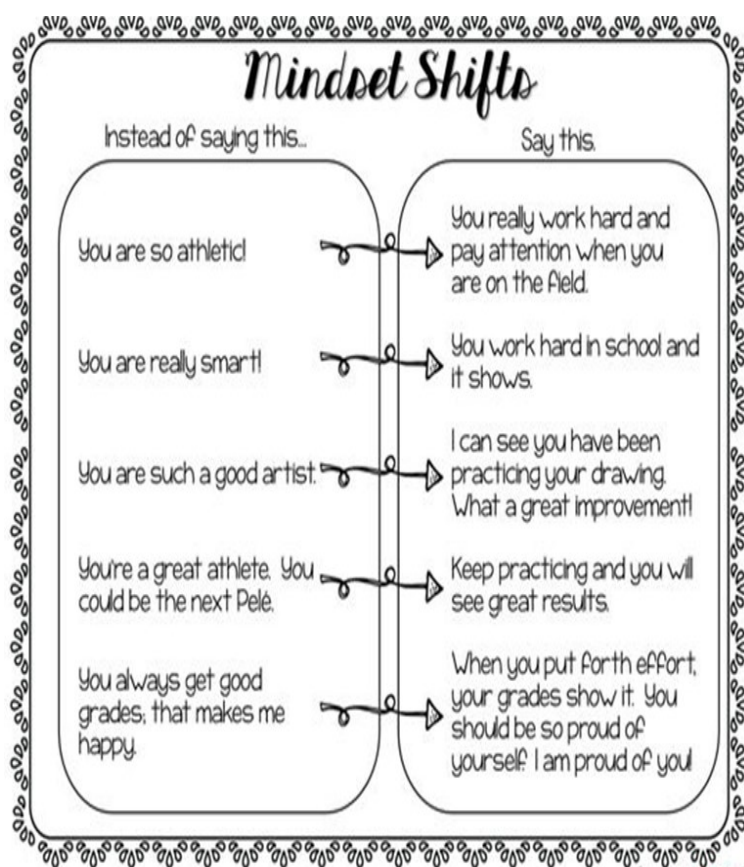 Mindset Shifts
Instead of saying this...
Say this.
You are so athletic!
You really work hard and
pay attention when you
are on the field.
You are really smart!
You work hard in school and
it shows.
You are such a good artist.
I can see you have been
practicing your drawing.
What a great improvement!
You're a great athlete. You
could be the next Pelé.
Keep practicing and you will
see great results.
You always get good
grades; that makes me
happy.
When you put forth effort,
your grades show it. You
should be so proud of
yourself. I am proud of you!